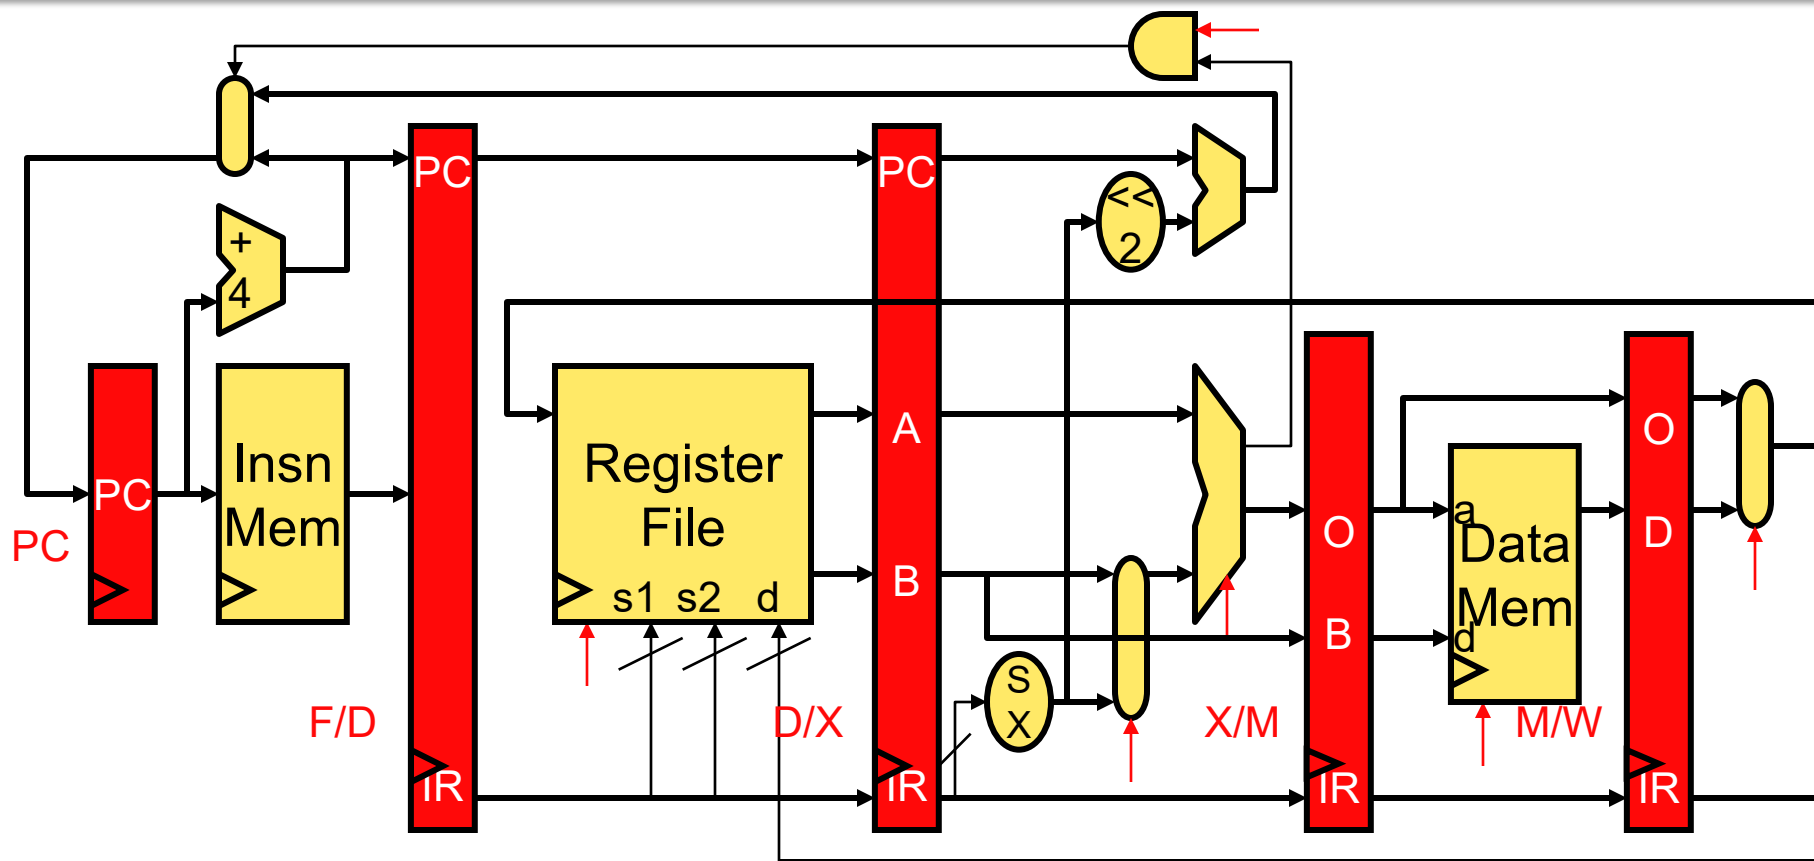 PC
PC
<<
2
+
4
PC
PC
Insn
Mem
Register
File
s1 s2 d
A
B
S
X
O
B
a
Data
Mem
d
O
D
F/D
D/X
X/M
M/W
IR
IR
IR
IR